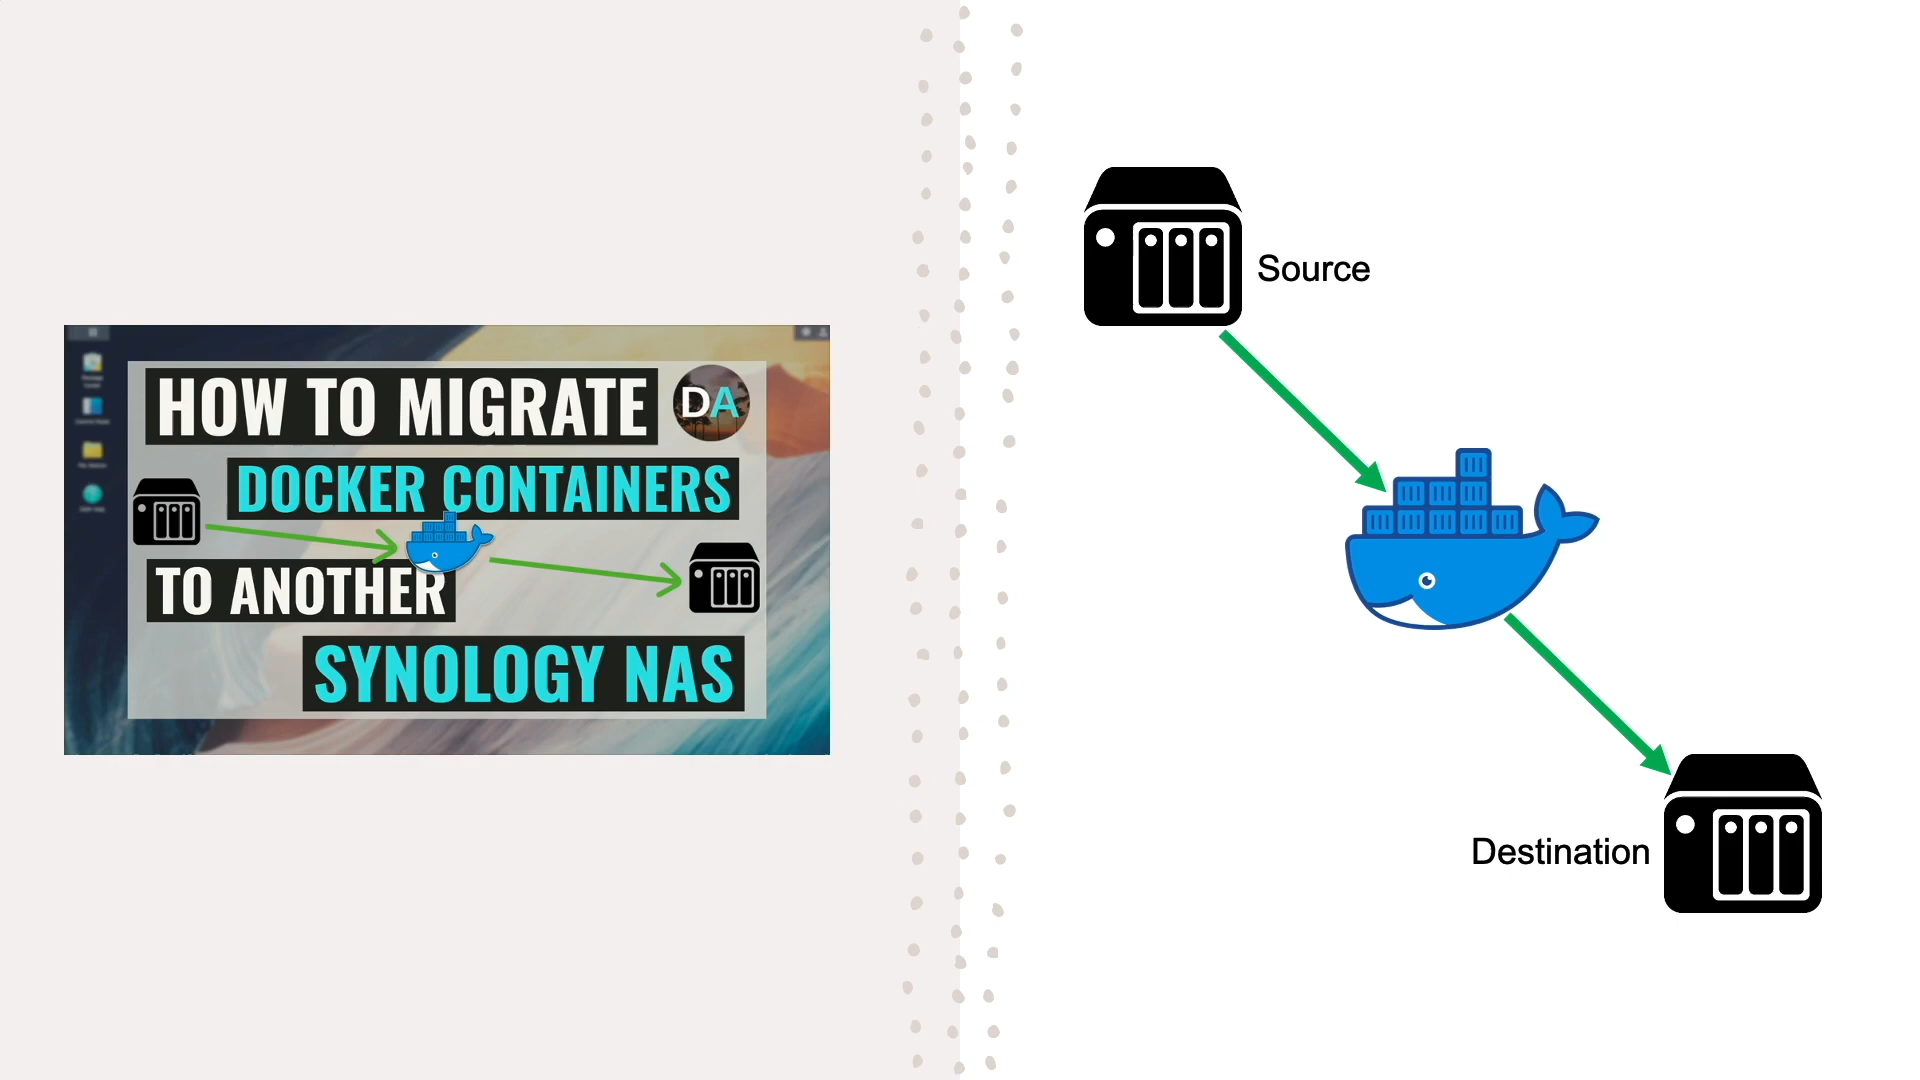 HOW TO MIGRATE
DA
DOCKER CONTAINERS
TO ANOTHER
SYNOLOGY NAS
Source
Destination